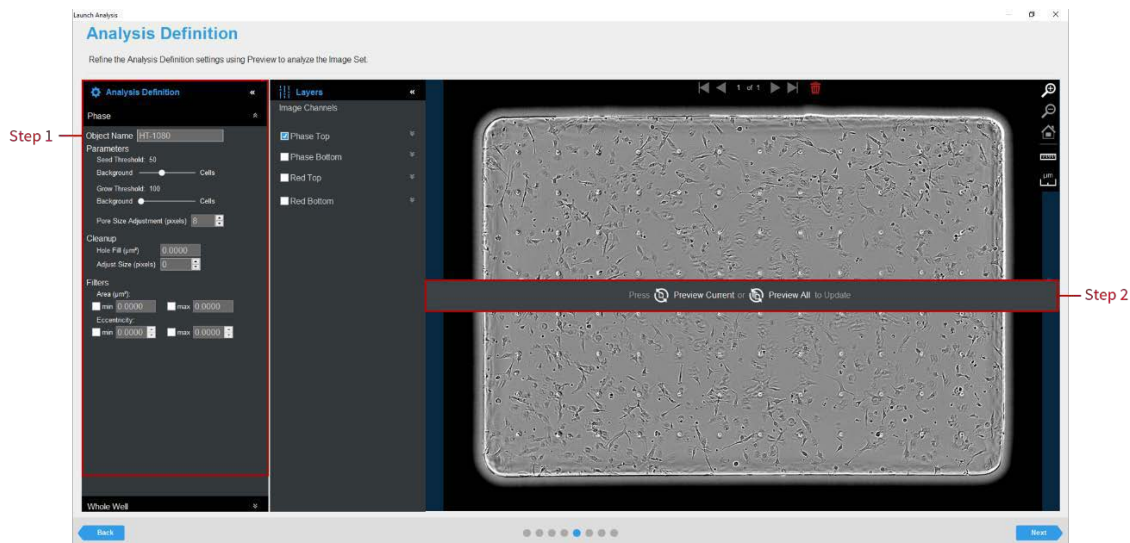 Launch Analysis
Analysis Definition
Refine the Analysis Definition settings using Preview to analyze the Image Set.
Analysis Definition
Phase
Step 1
Object Name HT-1080
Parameters
Seed Threshold: 50
Background Cells
Grow Threshold: 100
Background Cells
Pore Size Adjustment (pixels) 8
Cleanup
Hole Fill (µm²) 0.0000
Adjust Size (pixels) 0
Filters
Area (µm²):
min 0.0000 max 0.0000
Eccentricity:
min 0.0000 max 0.0000
Whole Well
Layers
Image Channels
Phase Top
Phase Bottom
Red Top
Red Bottom
1 of 1
µm
Press Preview Current or Preview All to Update
Step 2
Back
Next